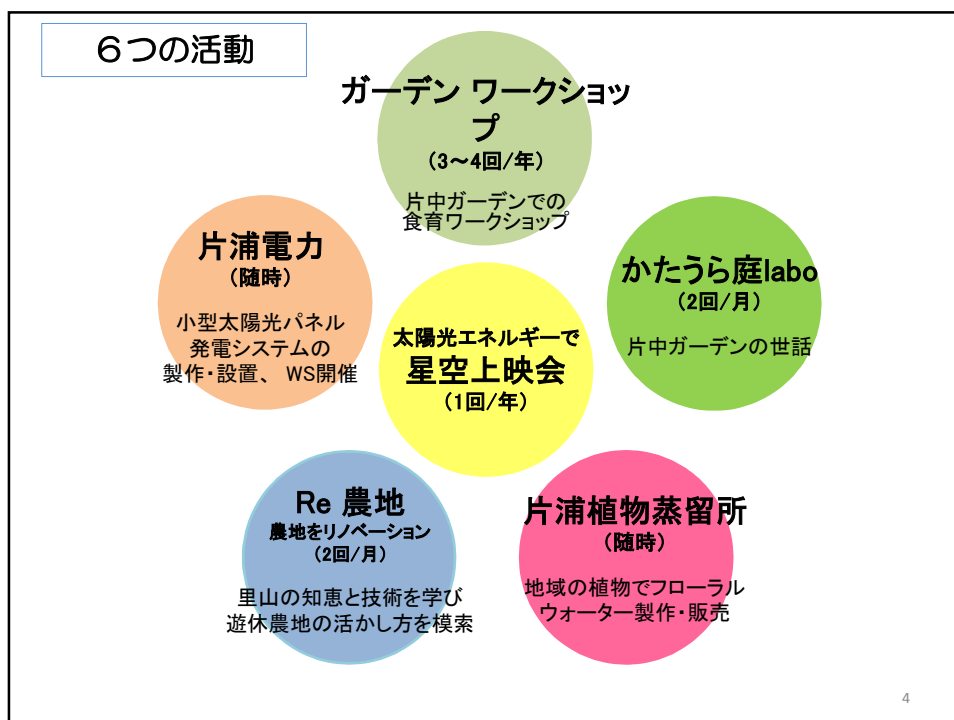 ６つの活動
ガーデン ワークショッ
プ
（3～4回/年）
片中ガーデンでの
食育ワークショップ
片浦電力
（随時）
小型太陽光パネル
発電システムの
製作・設置、 WS開催
かたうら庭labo
（2回/月）
片中ガーデンの世話
太陽光エネルギーで
星空上映会
（1回/年）
Re 農地
農地をリノベーション
（2回/月）
里山の知恵と技術を学び
遊休農地の活かし方を模索
片浦植物蒸留所
（随時）
地域の植物でフローラル
ウォーター製作・販売
4